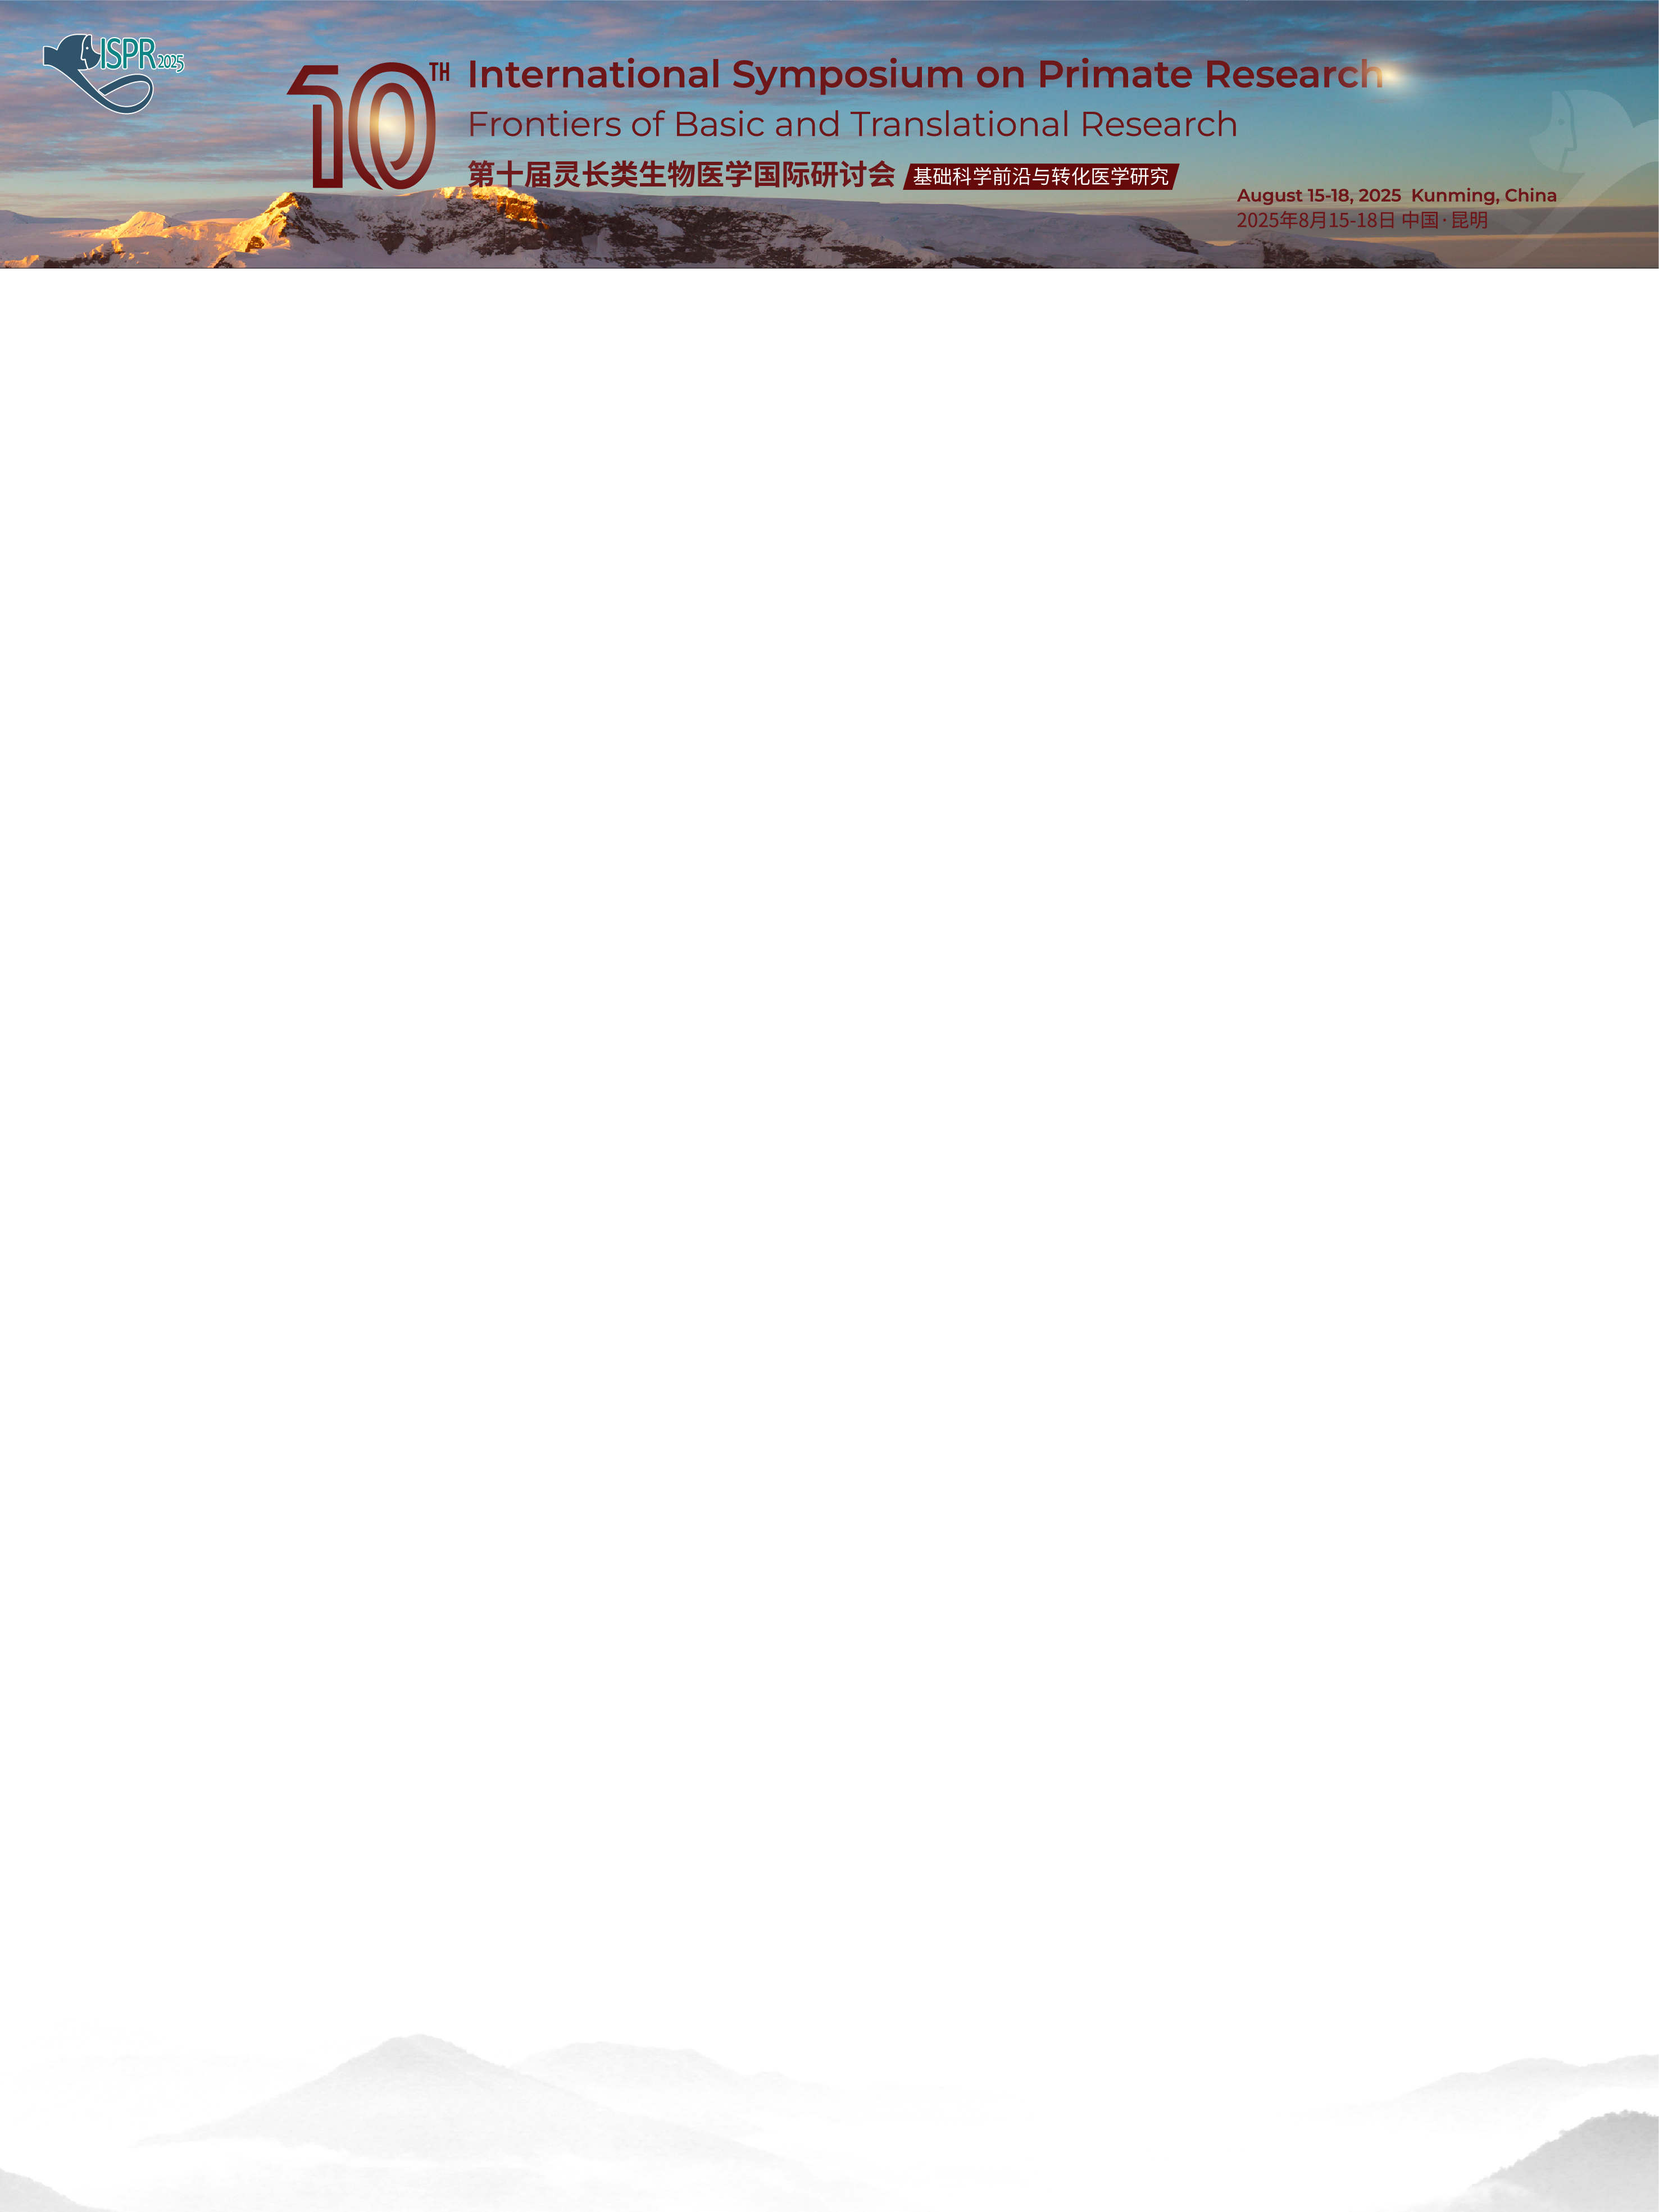 ISPR2025
10TH
International Symposium on Primate Research
Frontiers of Basic and Translational Research
第十届灵长类生物医学国际研讨会 基础科学前沿与转化医学研究
August 15-18, 2025 Kunming, China
2025年8月15-18日 中国·昆明